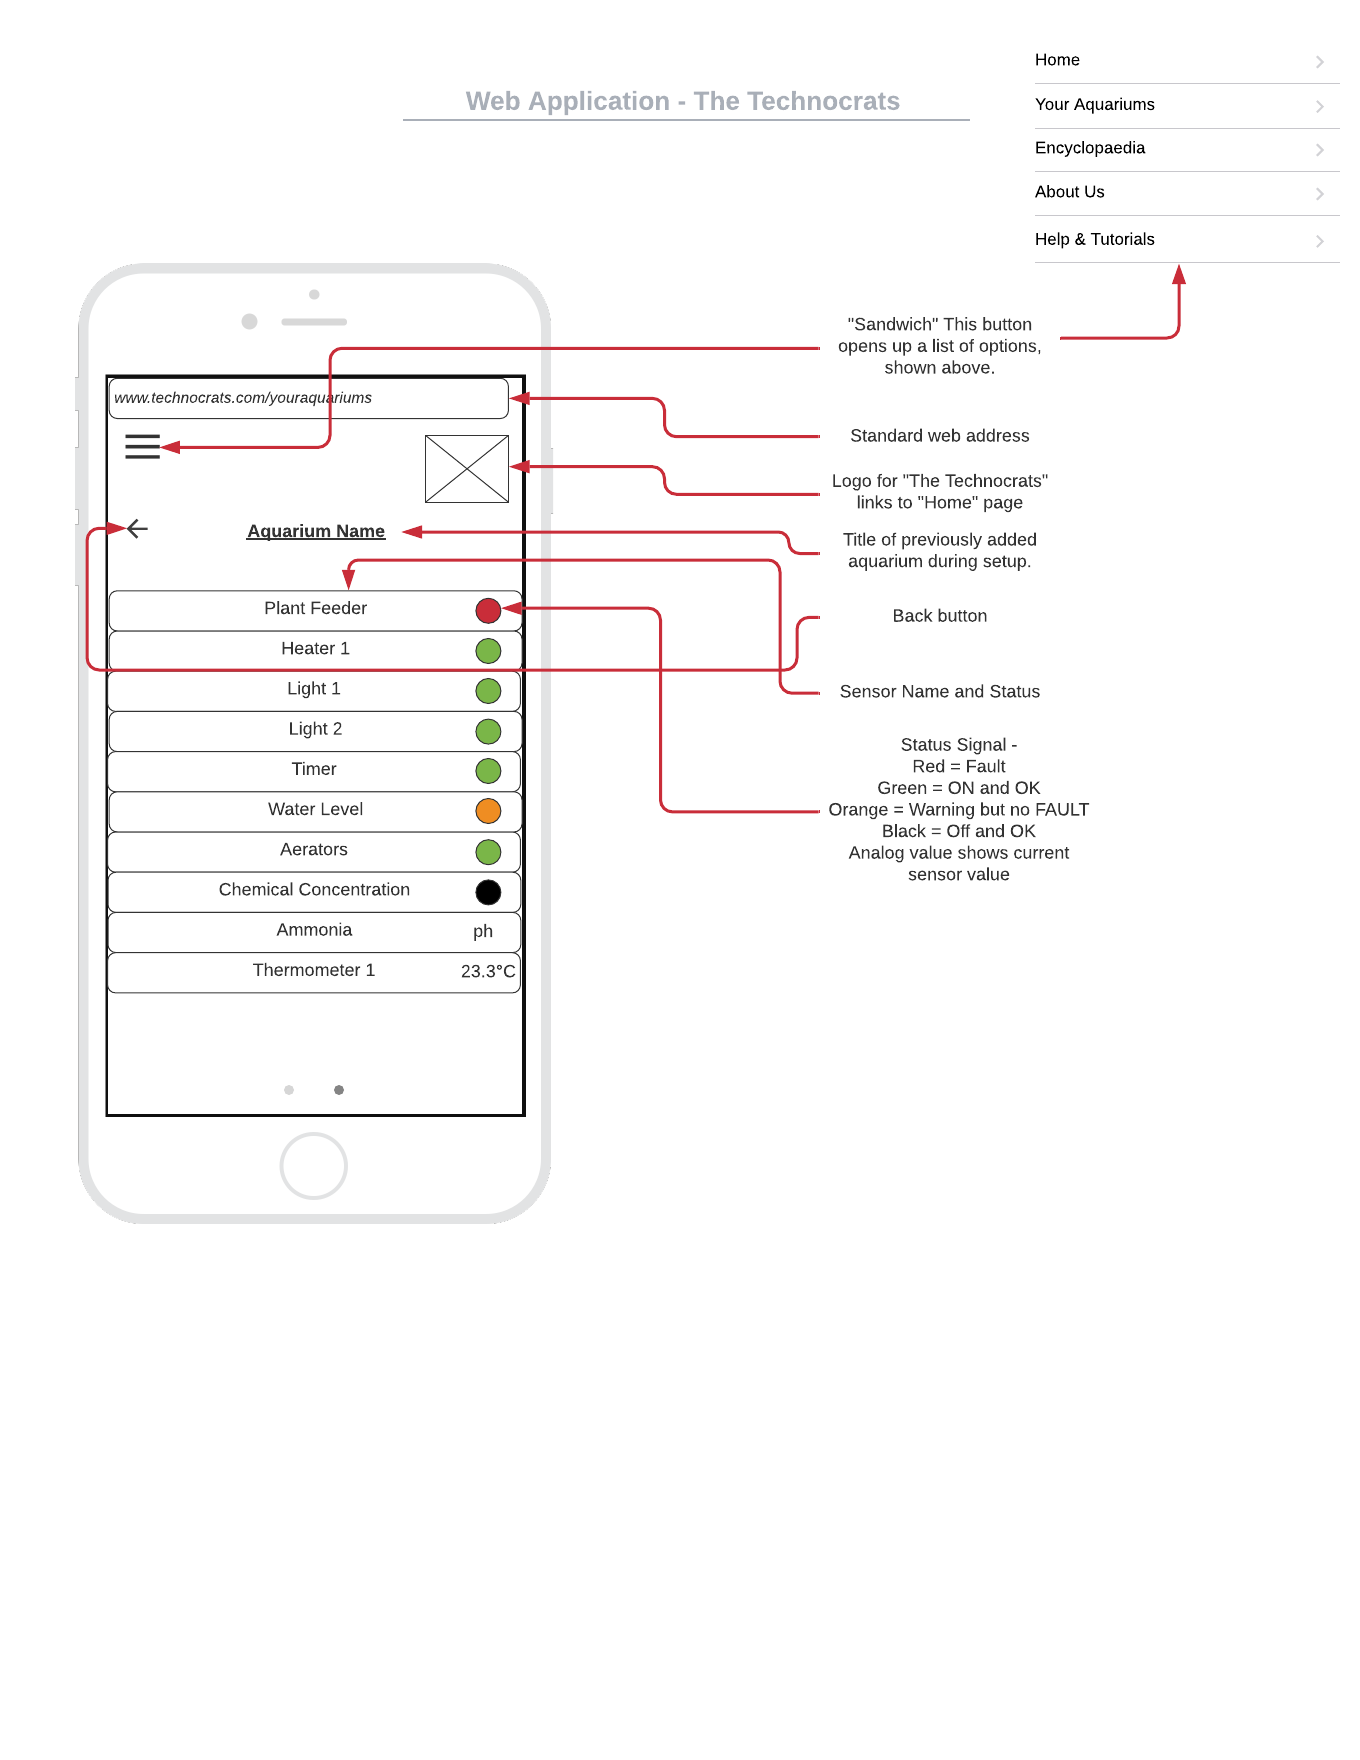 Home
Your Aquariums
Encyclopaedia
About Us
Help & Tutorials
Web Application - The Technocrats
www.technocrats.com/youraquariums
Aquarium Name
Plant Feeder
Heater 1
Light 1
Light 2
Timer
Water Level
Aerators
Chemical Concentration
Ammonia ph
Thermometer 1 23.3°C
"Sandwich" This button
opens up a list of options,
shown above.
Standard web address
Logo for "The Technocrats"
links to "Home" page
Title of previously added
aquarium during setup.
Back button
Sensor Name and Status
Status Signal -
Red = Fault
Green = ON and OK
Orange = Warning but no FAULT
Black = Off and OK
Analog value shows current
sensor value